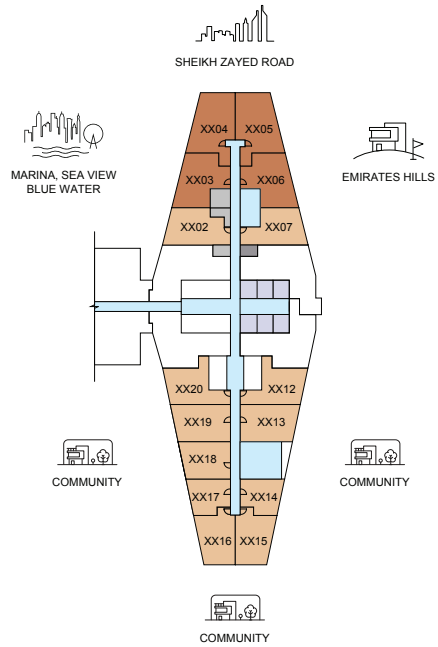 SHEIKH ZAYED ROAD
XX04
XX05
MARINA, SEA VIEW
BLUE WATER
EMIRATES HILLS
XX03
XX06
XX02
XX07
XX20
XX12
XX19
XX13
XX18
COMMUNITY
COMMUNITY
XX17
XX14
XX16
XX15
COMMUNITY